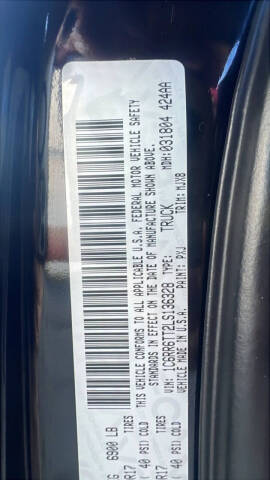 G 6900 LB
R17
( 40 PSI) COLD
R17
( 40 PSI) COLD
THIS VEHICLE CONFORMS TO ALL APPLICABLE U.S.A. FEDERAL MOTOR VEHICLE SAFETY
STANDARDS IN EFFECT ON THE DATE OF MANUFACTURE SHOWN ABOVE.
VIN: 1C6RR6TT2LS136328 TYPE: TRUCK MDH: 031804 424AA
VEHICLE MADE IN U.S.A. PAINT: PXJ TRIM: MJX8